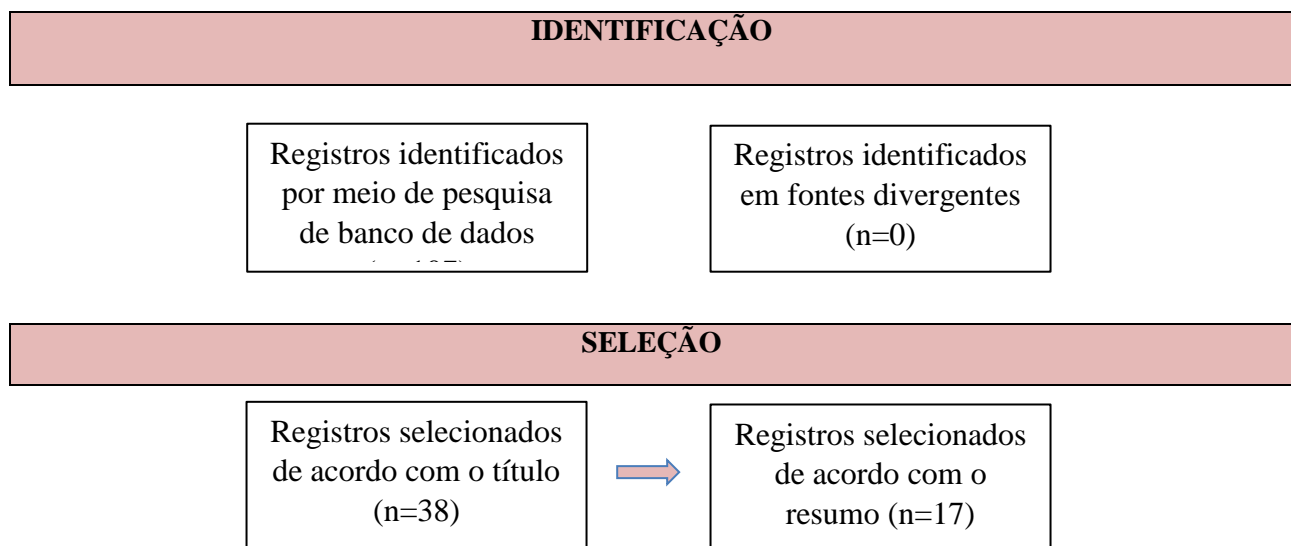 IDENTIFICAÇÃO
Registros identificados
por meio de pesquisa
de banco de dados
Registros identificados
em fontes divergentes
(n=0)
SELEÇÃO
Registros selecionados
de acordo com o título
(n=38)
Registros selecionados
de acordo com o
resumo (n=17)